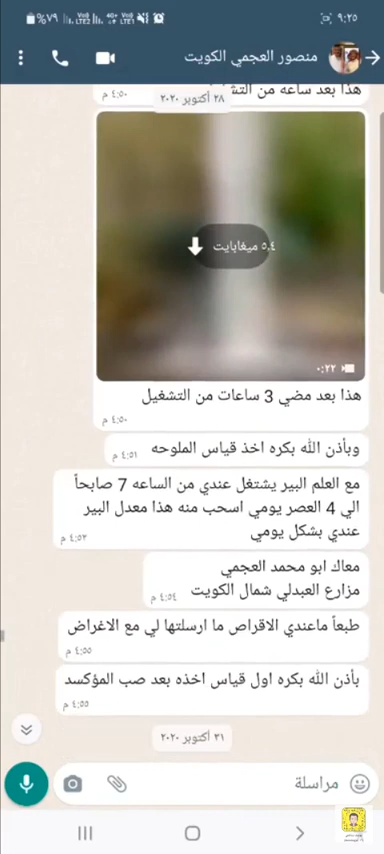 ٩:٢٥
%٧٩
منصور العجمي الكويت
هذا بعد ساعه من
٤:٥٠ م
٢٨ أكتوبر ٢٠٢٠
٥٫٤ ميغابايت
٠:٢٢
هذا بعد مضي 3 ساعات من التشغيل
٤:٥٠ م
وبأذن الله بكره اخذ قياس الملوحه
٤:٥١ م
مع العلم البير يشتغل عندي من الساعه 7 صابحاً
الي 4 العصر يومي اسحب منه هذا معدل البير
عندي بشكل يومي
٤:٥٢ م
معاك ابو محمد العجمي
مزارع العبدلي شمال الكويت
٤:٥٤ م
طبعاً ماعندي الاقراص ما ارسلتها لي مع الاغراض
٤:٥٥ م
بأذن الله بكره اول قياس اخذه بعد صب المؤكسد
٤:٥٥ م
٣١ أكتوبر ٢٠٢٠
مراسلة